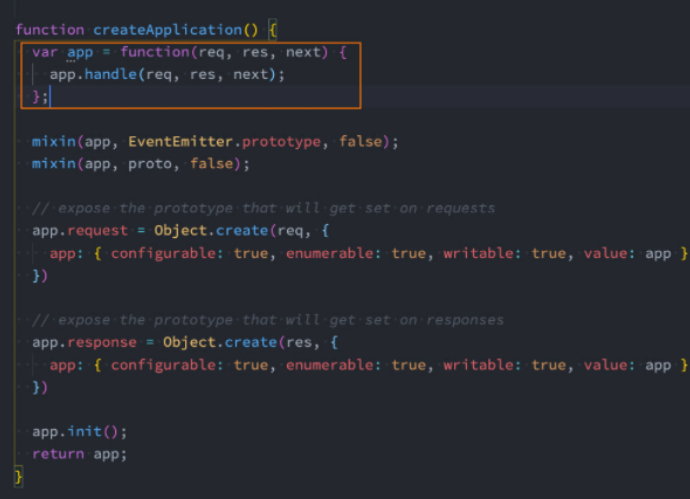 function createApplication() {
  var app = function(req, res, next) {
    app.handle(req, res, next);
  };
  mixin(app, EventEmitter.prototype, false);
  mixin(app, proto, false);
  // expose the prototype that will get set on requests
  app.request = Object.create(req, {
    app: { configurable: true, enumerable: true, writable: true, value: app }
  })
  // expose the prototype that will get set on responses
  app.response = Object.create(res, {
    app: { configurable: true, enumerable: true, writable: true, value: app }
  })
  app.init();
  return app;
}